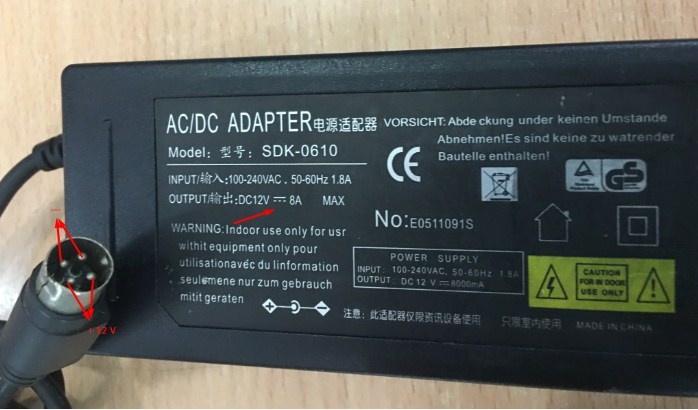 AC/DC ADAPTER电源适配器
Model: 型号: SDK-0610
INPUT/输入:100-240VAC . 50-60Hz 1.8A
OUTPUT/输出:DC12V ⎓ 8A MAX
WARNING: Indoor use only for use
withit equipment only pour
utilisationavéc du linformation
seulemene nur zum gebrauch
mitit geraten
VORSICHT: Abde ckung under keinen Umstande
Abnehmen!Es sind keine zu watrender
Bauteile enthalten!
CE
GS
No:E0511091S
POWER SUPPLY
INPUT: 100-240VAC, 50-60Hz 1.8A
OUTPUT: DC 12 V ⎓8000mA
CAUTION
FOR IN DOOR
USE ONLY
注意: 此适配器仅限资讯设备使用 只限室内使用 MADE IN CHINA
+12 V